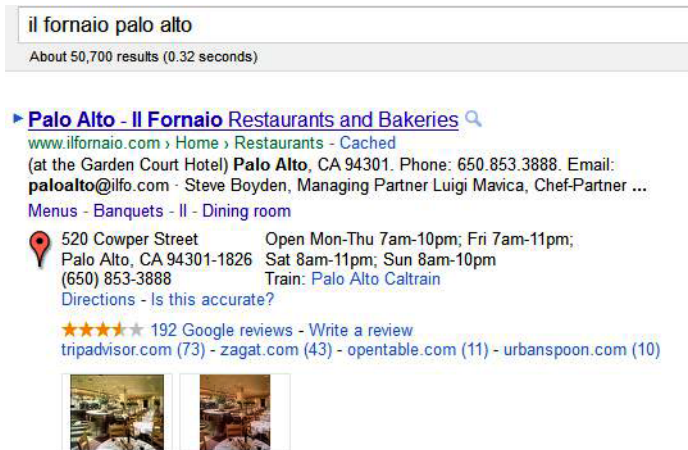 il fornaio palo alto
About 50,700 results (0.32 seconds)
Palo Alto - Il Fornaio Restaurants and Bakeries
www.ilfornaio.com › Home › Restaurants - Cached
(at the Garden Court Hotel) Palo Alto, CA 94301. Phone: 650.853.3888. Email:
paloalto@ilfo.com · Steve Boyden, Managing Partner Luigi Mavica, Chef-Partner ...
Menus - Banquets - Il - Dining room
520 Cowper Street Open Mon-Thu 7am-10pm; Fri 7am-11pm;
Palo Alto, CA 94301-1826 Sat 8am-11pm; Sun 8am-10pm
(650) 853-3888 Train: Palo Alto Caltrain
Directions - Is this accurate?
192 Google reviews - Write a review
tripadvisor.com (73) - zagat.com (43) - opentable.com (11) - urbanspoon.com (10)